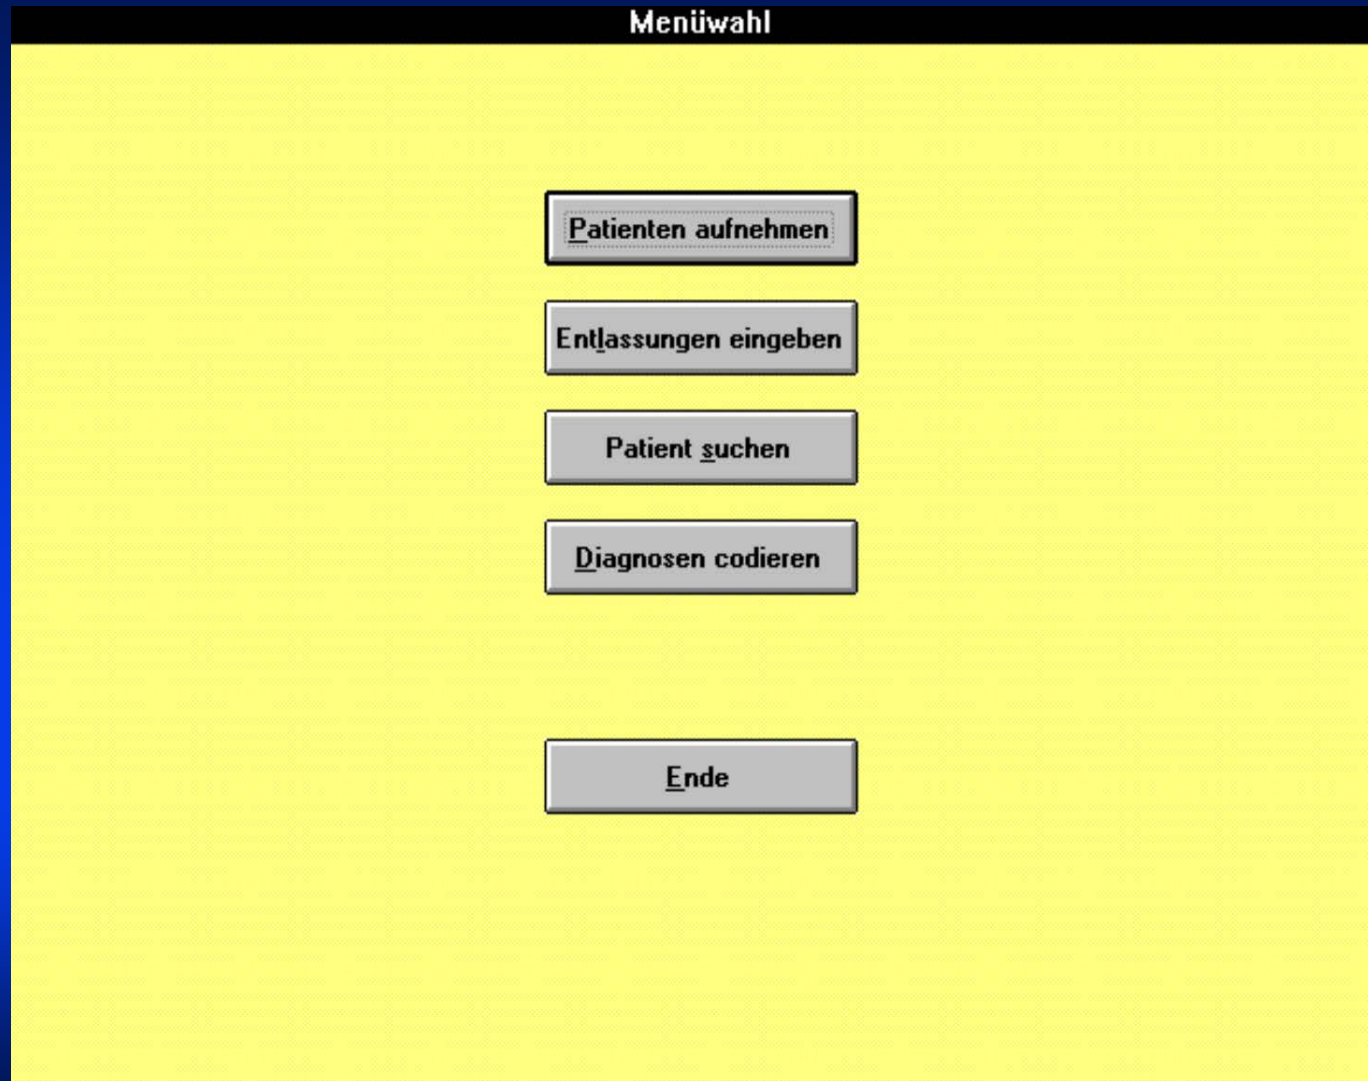 Menüwahl
Patienten aufnehmen
Entlassungen eingeben
Patient suchen
Diagnosen codieren
Ende